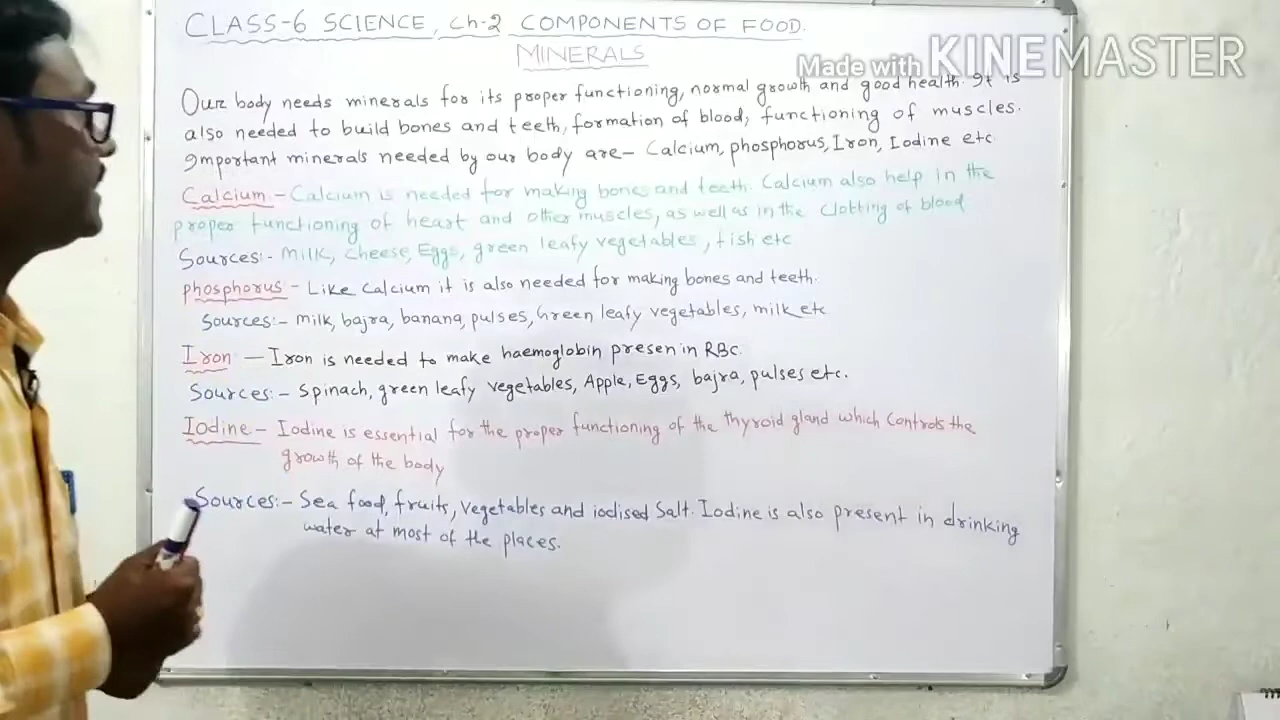 CLASS-6 SCIENCE, Ch-2 COMPONENTS OF FOOD.
MINERALS
Made with KINEMASTER
Our body needs minerals for its proper functioning, normal growth and good health. It is
also needed to build bones and teeth, formation of blood, functioning of muscles.
Important minerals needed by our body are- Calcium, phosphorus, Iron, Iodine etc
Calcium - Calcium is needed for making bones and teeth. Calcium also help in the
proper functioning of heart and other muscles, as well as in the clotting of blood
Sources:- Milk, cheese, Eggs, green leafy vegetables, fish etc
phosphorus - Like Calcium it is also needed for making bones and teeth.
Sources:- milk, bajra, banana, pulses, Green leafy vegetables, milk etc
Iron - Iron is needed to make haemoglobin presen in RBC.
Sources:- Spinach, green leafy vegetables, Apple, Eggs, bajra, pulses etc.
Iodine - Iodine is essential for the proper functioning of the thyroid gland which controls the
growth of the body
Sources:- Sea food, fruits, vegetables and iodised Salt. Iodine is also present in drinking
water at most of the places.